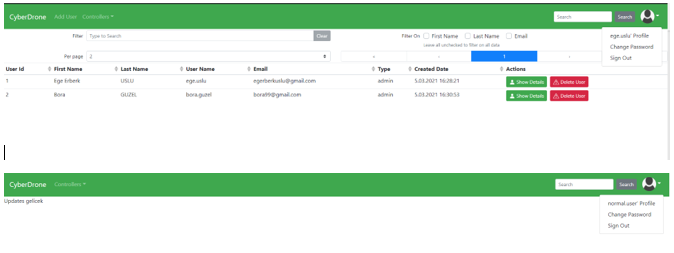 CyberDrone Add User Controllers Search Search
Filter Type to Search Clear Filter On First Name Last Name Email
Leave all unchecked to filter on all data
ege.uslu' Profile
Change Password
Sign Out
Per page 2 « ‹ 1 ›
User Id First Name Last Name User Name Email Type Created Date Actions
1 Ege Erberk USLU ege.uslu egeerberkuslu@gmail.com admin 5.03.2021 16:28:21 Show Details Delete User
2 Bora GUZEL bora.guzel bora99@gmail.com admin 5.03.2021 16:30:53 Show Details Delete User
CyberDrone Controllers Search Search
Updates gelicek
normal.user' Profile
Change Password
Sign Out